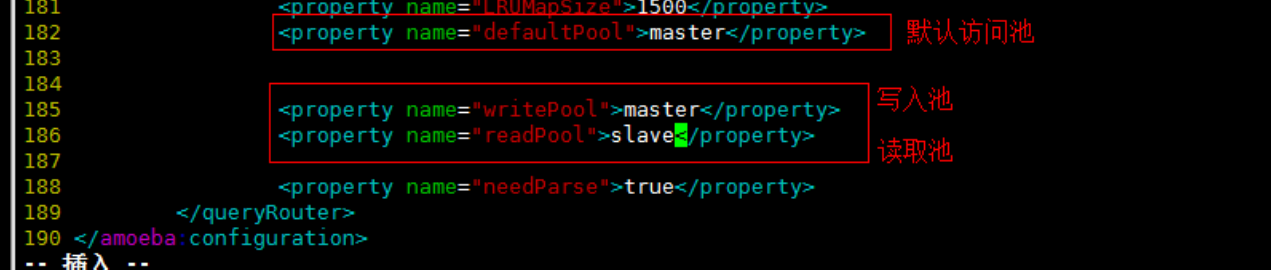 181 <property name="LRUMapSize">1500</property>
182 <property name="defaultPool">master</property> 默认访问池
183
184
185 <property name="writePool">master</property> 写入池
186 <property name="readPool">slave</property> 读取池
187
188 <property name="needParse">true</property>
189 </queryRouter>
190 </amoeba:configuration>
-- 插入 --